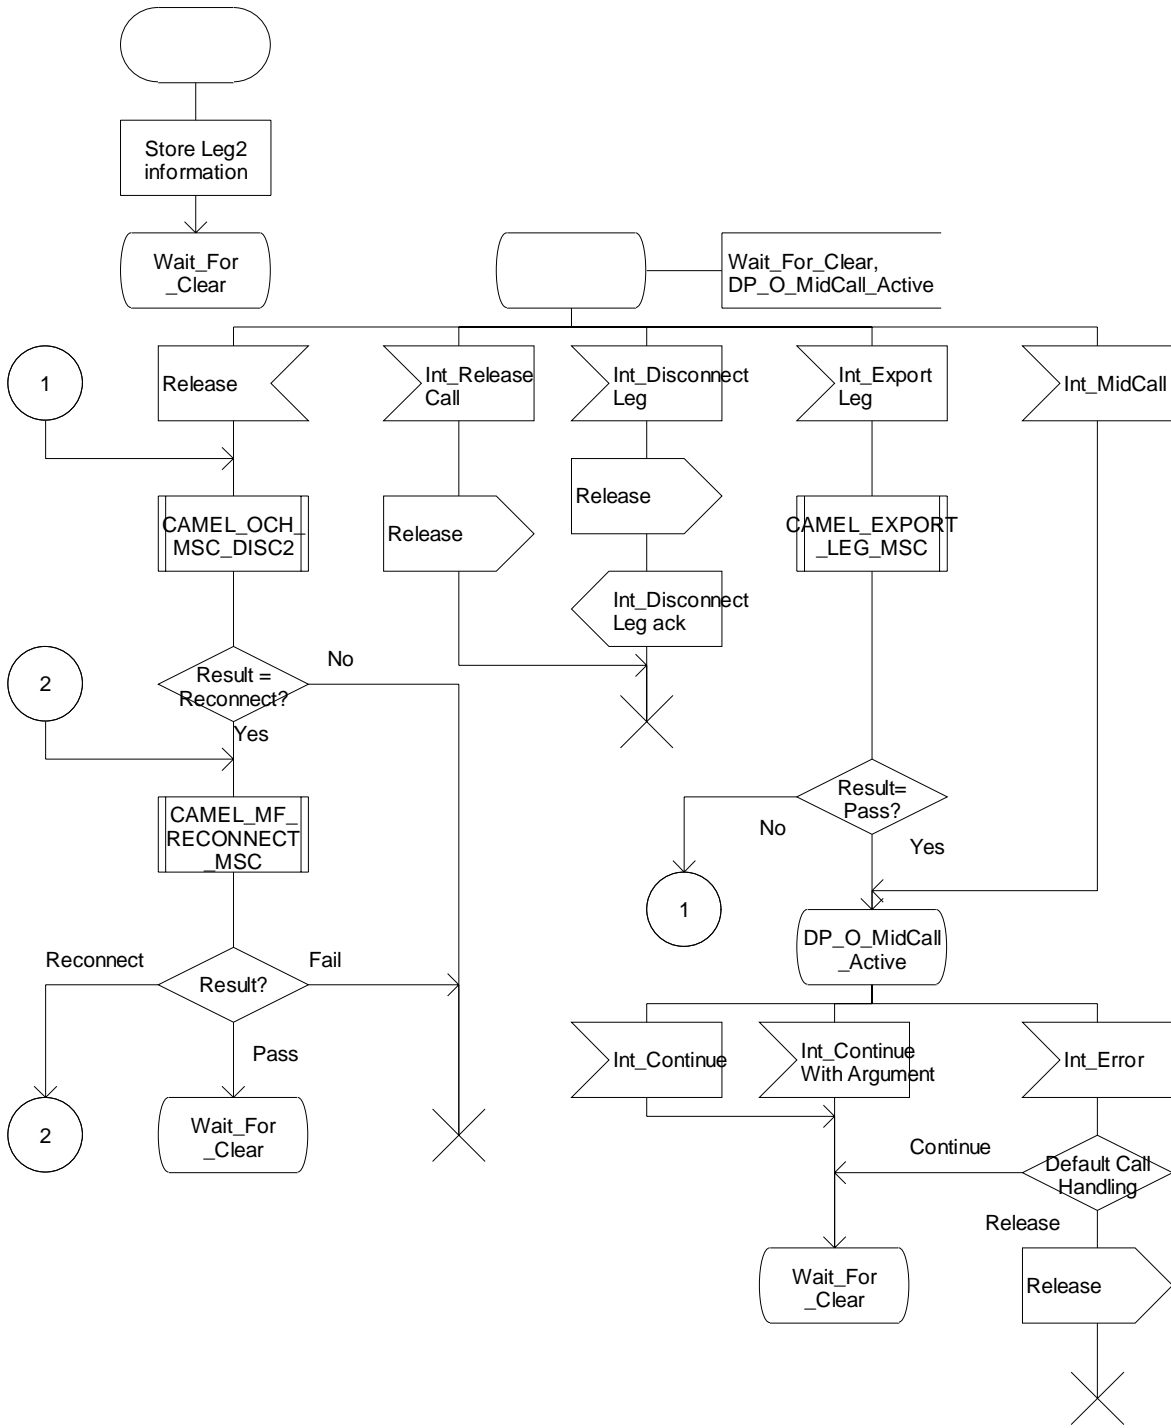 Store Leg2
information
Wait_For
_Clear
Wait_For_Clear,
DP_O_MidCall_Active
1
Release
Int_Release
Call
Int_Disconnect
Leg
Int_Export
Leg
Int_MidCall
CAMEL_OCH_
MSC_DISC2
Release
Release
CAMEL_EXPORT
_LEG_MSC
Int_Disconnect
Leg ack
2
Result =
Reconnect?
No
Yes
CAMEL_MF_
RECONNECT
_MSC
Result=
Pass?
No
Yes
1
DP_O_MidCall
_Active
Reconnect
Result?
Fail
Pass
Int_Continue
Int_Continue
With Argument
Int_Error
2
Wait_For
_Clear
Continue
Default Call
Handling
Release
Wait_For
_Clear
Release